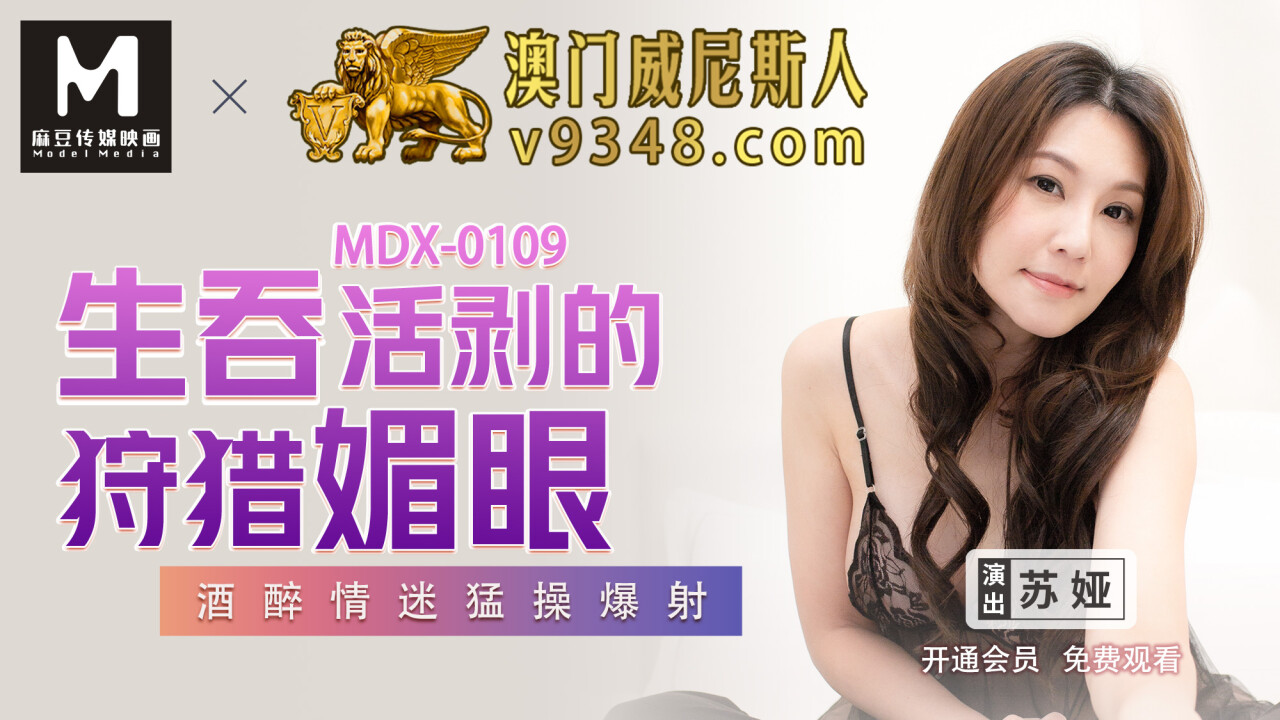 麻豆传媒映画
Model Media
×
澳门威尼斯人
v9348.com
MDX-0109
生吞活剥的
狩猎媚眼
酒醉情迷猛操爆射
演出 苏娅
开通会员 免费观看